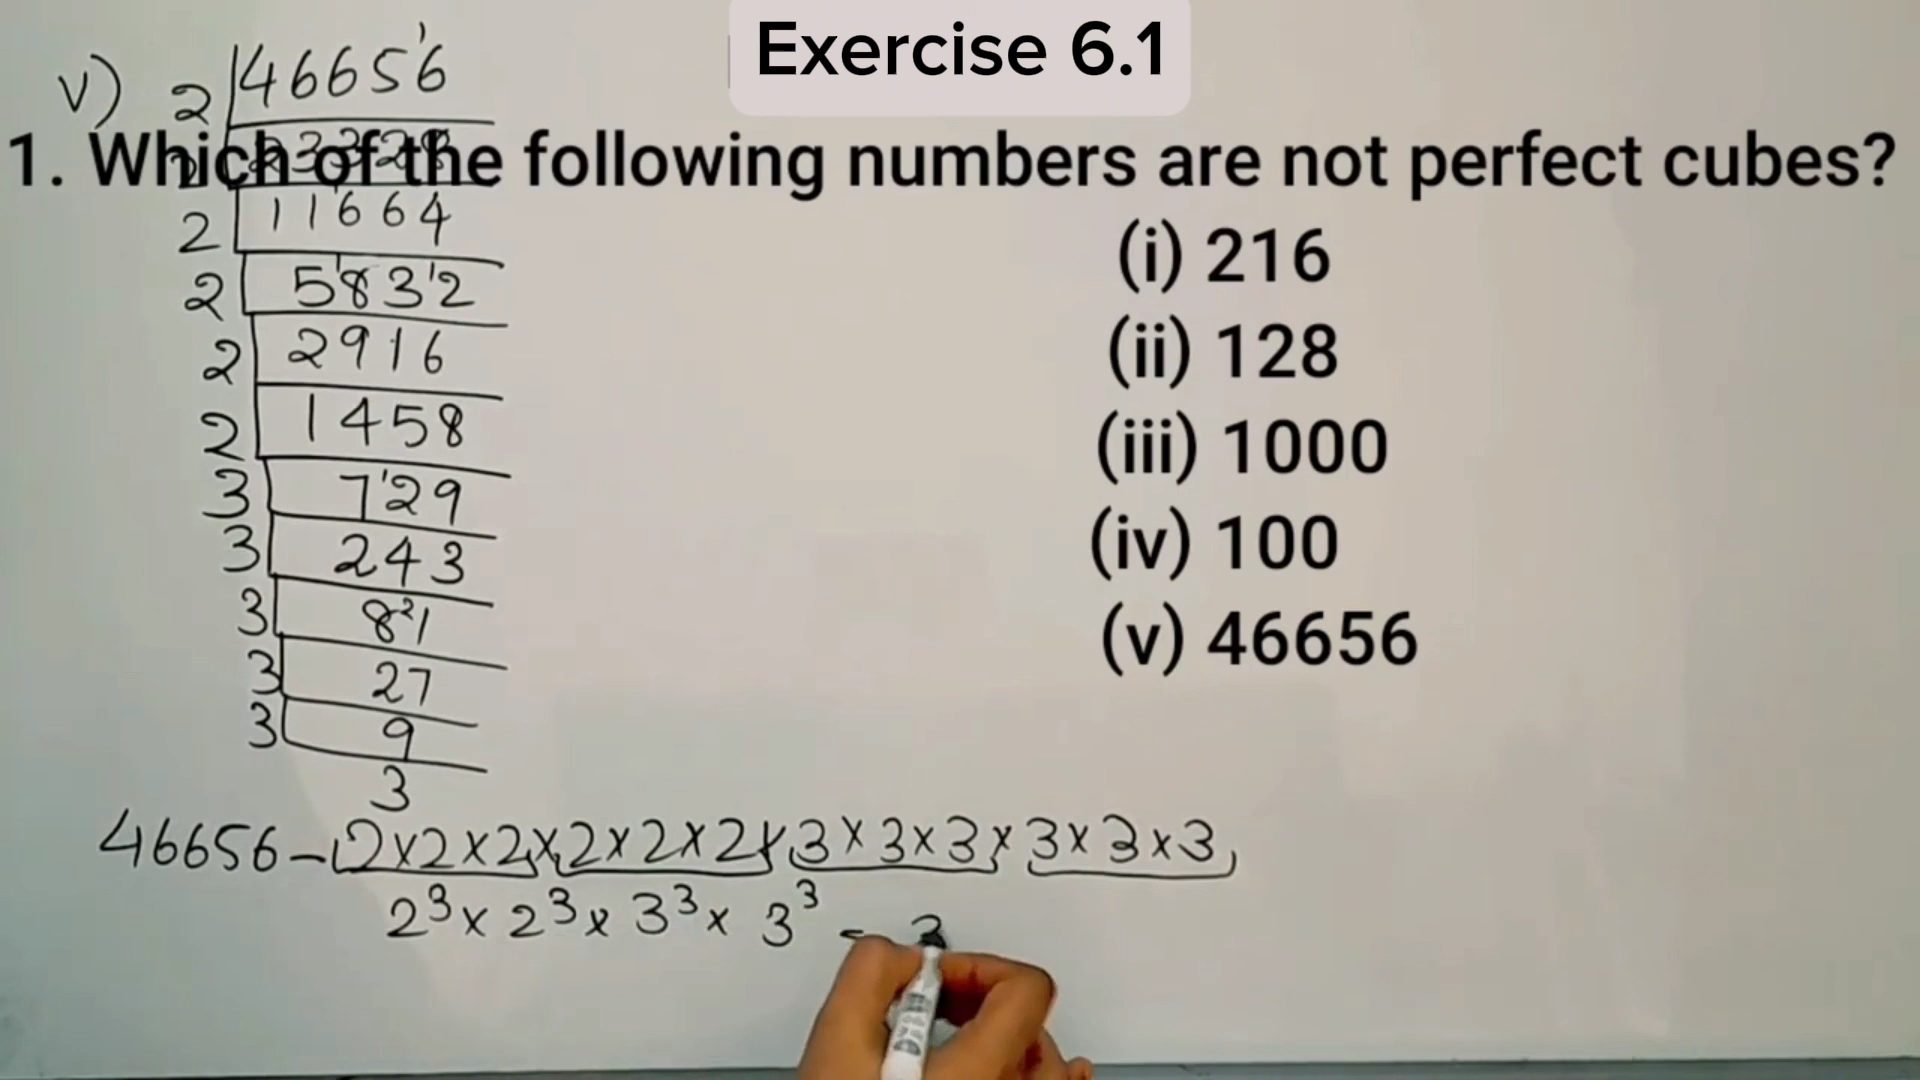 Exercise 6.1
v) 2 46656
1. Which of the following numbers are not perfect cubes?
2 23328
2 11664
(i) 216
2 5832
2 2916
(ii) 128
2 1458
(iii) 1000
3 729
3 243
(iv) 100
3 81
(v) 46656
3 27
3 9
3
46656 - 2×2×2×2×2×2×3×3×3×3×3×3
2³× 2³× 3³× 3³ =